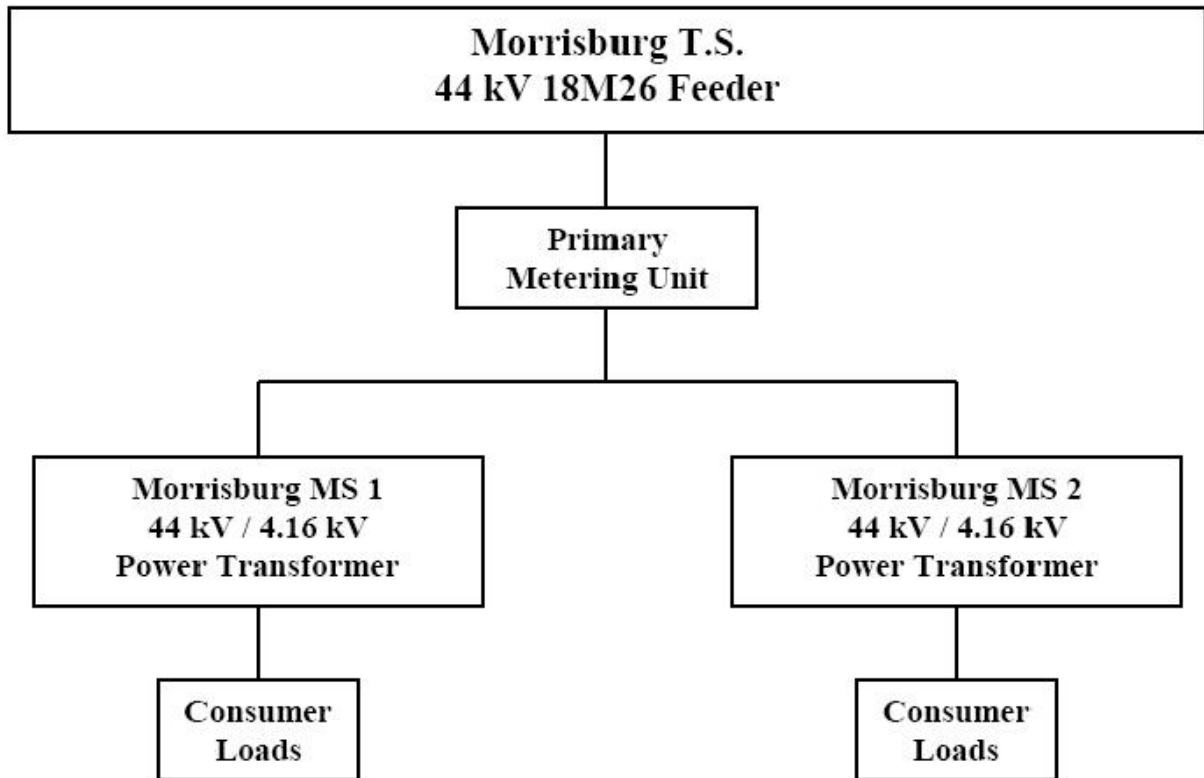 Morrisburg T.S.
44 kV 18M26 Feeder
Primary
Metering Unit
Morrisburg MS 1
44 kV / 4.16 kV
Power Transformer
Morrisburg MS 2
44 kV / 4.16 kV
Power Transformer
Consumer
Loads
Consumer
Loads